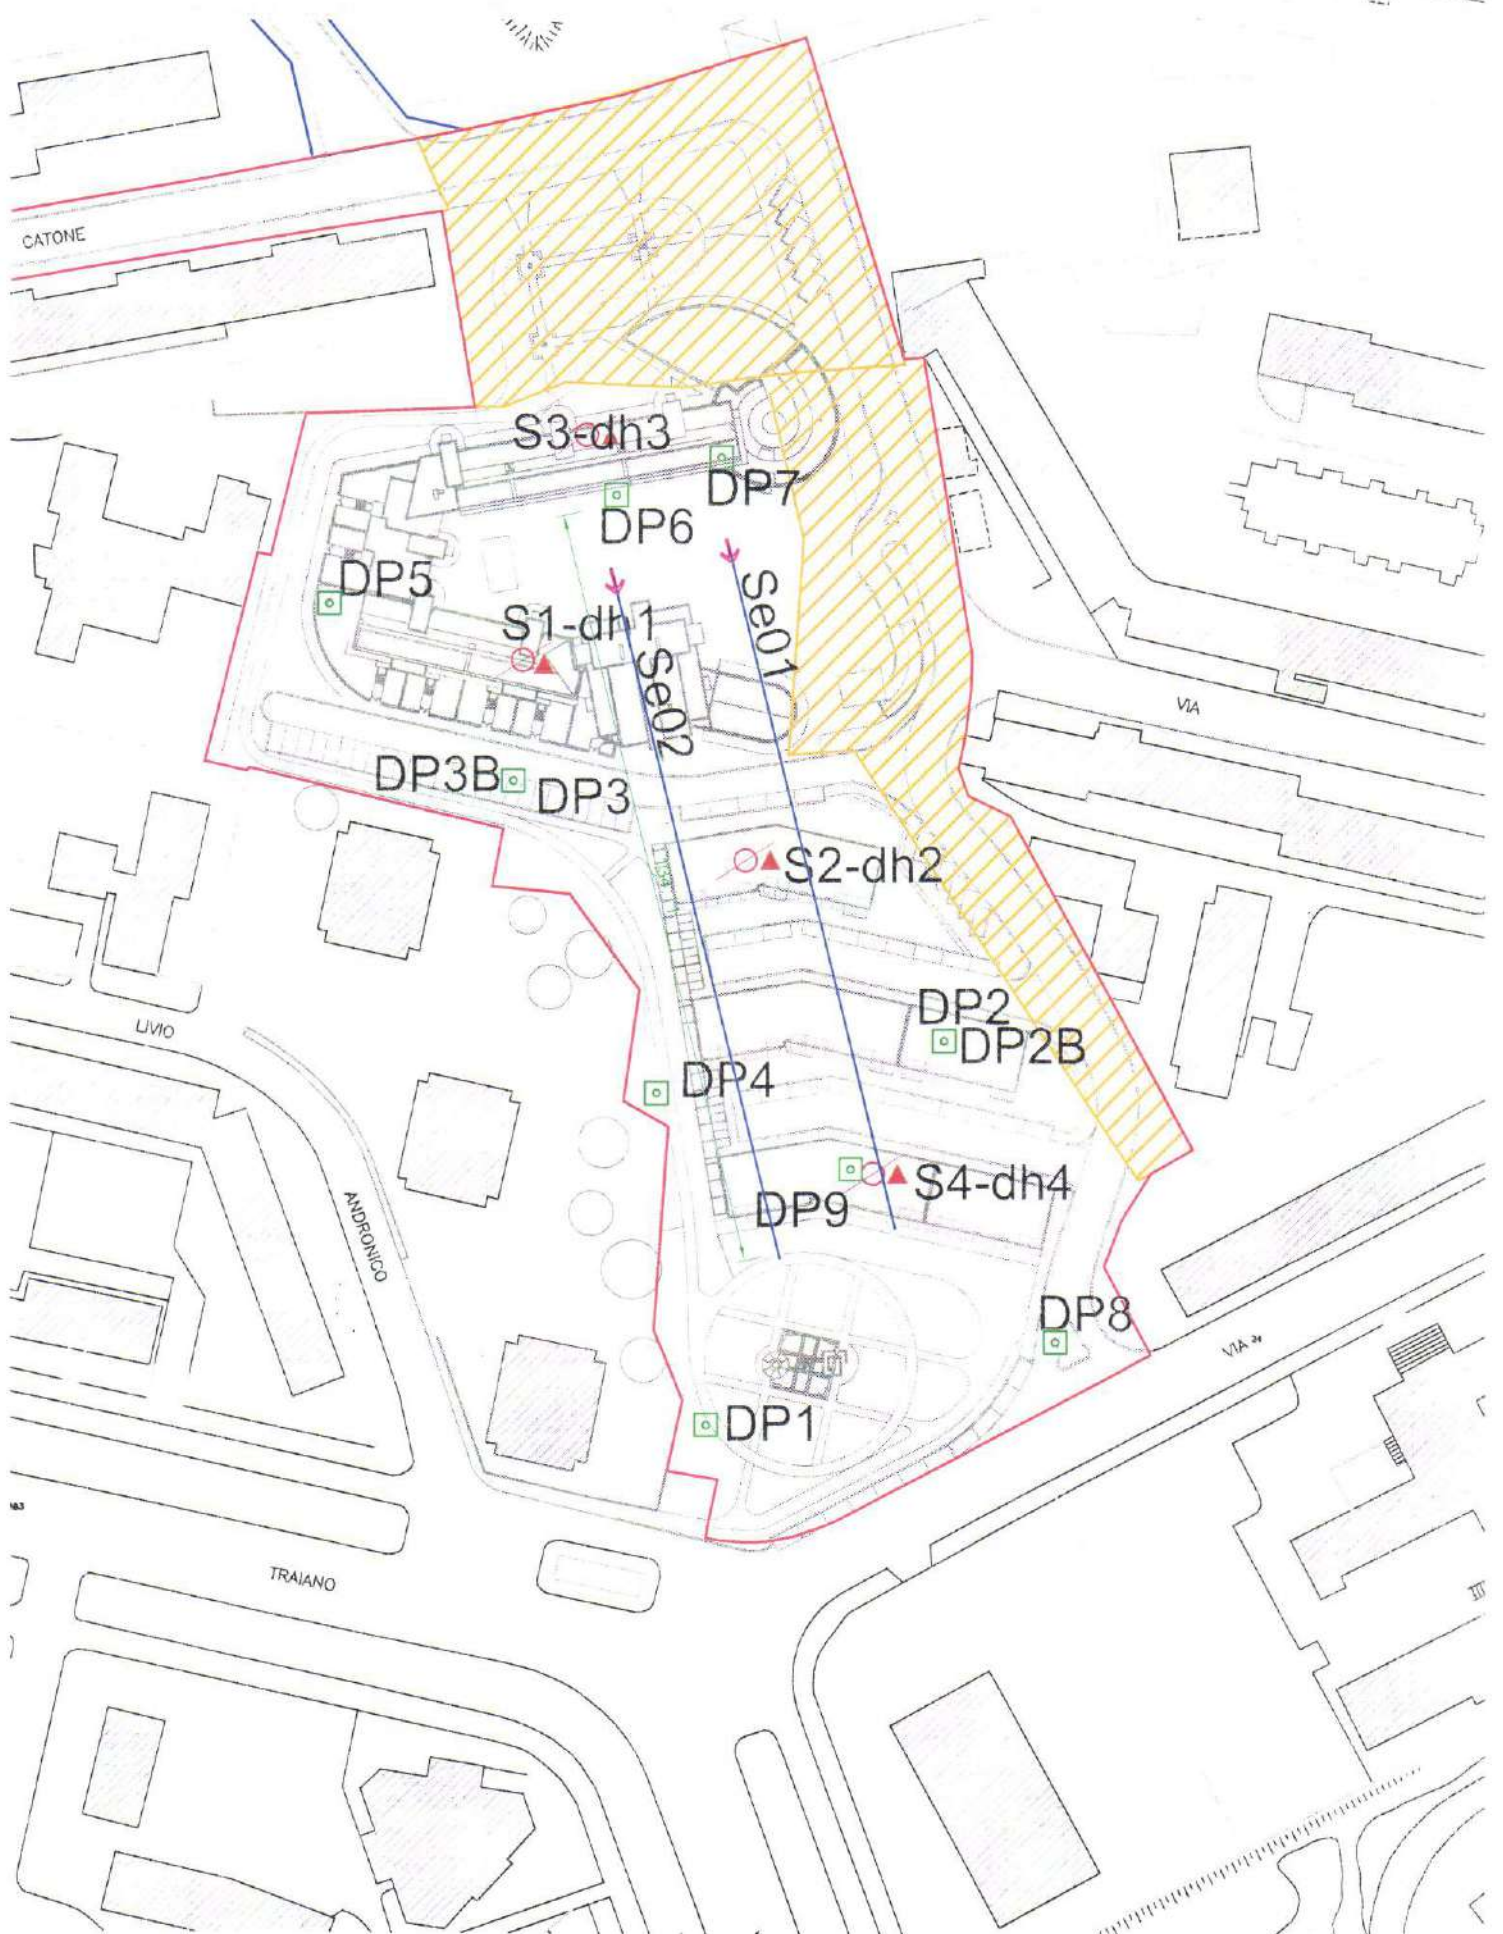 CATONE
S3-dh3
DP7
DP6
DP5
S1-dh1
Se01
Se02
VIA
DP3B
DP3
S2-dh2
DP2
DP2B
LIVIO
DP4
S4-dh4
DP9
ANDRONICO
DP8
VIA
DP1
TRAIANO